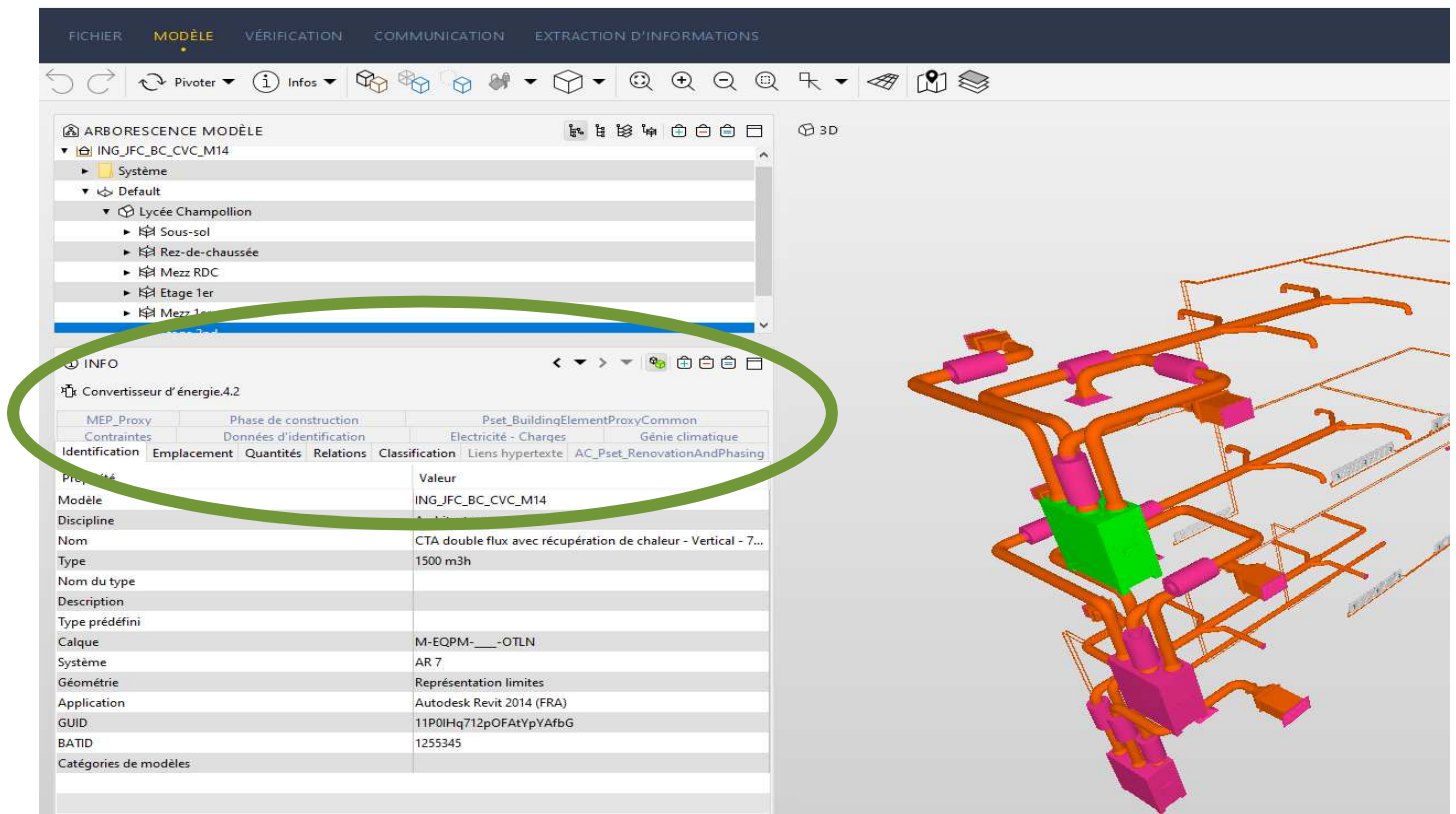 FICHIER MODÈLE VÉRIFICATION COMMUNICATION EXTRACTION D'INFORMATIONS
Pivoter Infos
ARBORESCENCE MODÈLE
3D
ING_JFC_BC_CVC_M14
Système
Default
Lycée Champollion
Sous-sol
Rez-de-chaussée
Mezz RDC
Etage 1er
Mezz 1er
INFO
Convertisseur d'énergie.4.2
MEP_Proxy Phase de construction Pset_BuildingElementProxyCommon
Contraintes Données d'identification Electricité - Charges Génie climatique
Identification Emplacement Quantités Relations Classification Liens hypertexte AC_Pset_RenovationAndPhasing
Propriété Valeur
Modèle ING_JFC_BC_CVC_M14
Discipline
Nom CTA double flux avec récupération de chaleur - Vertical - 7...
Type 1500 m3h
Nom du type
Description
Type prédéfini
Calque M-EQPM-____-OTLN
Système AR 7
Géométrie Représentation limites
Application Autodesk Revit 2014 (FRA)
GUID 11P0IHq712pOFAtYpYAfbG
BATID 1255345
Catégories de modèles